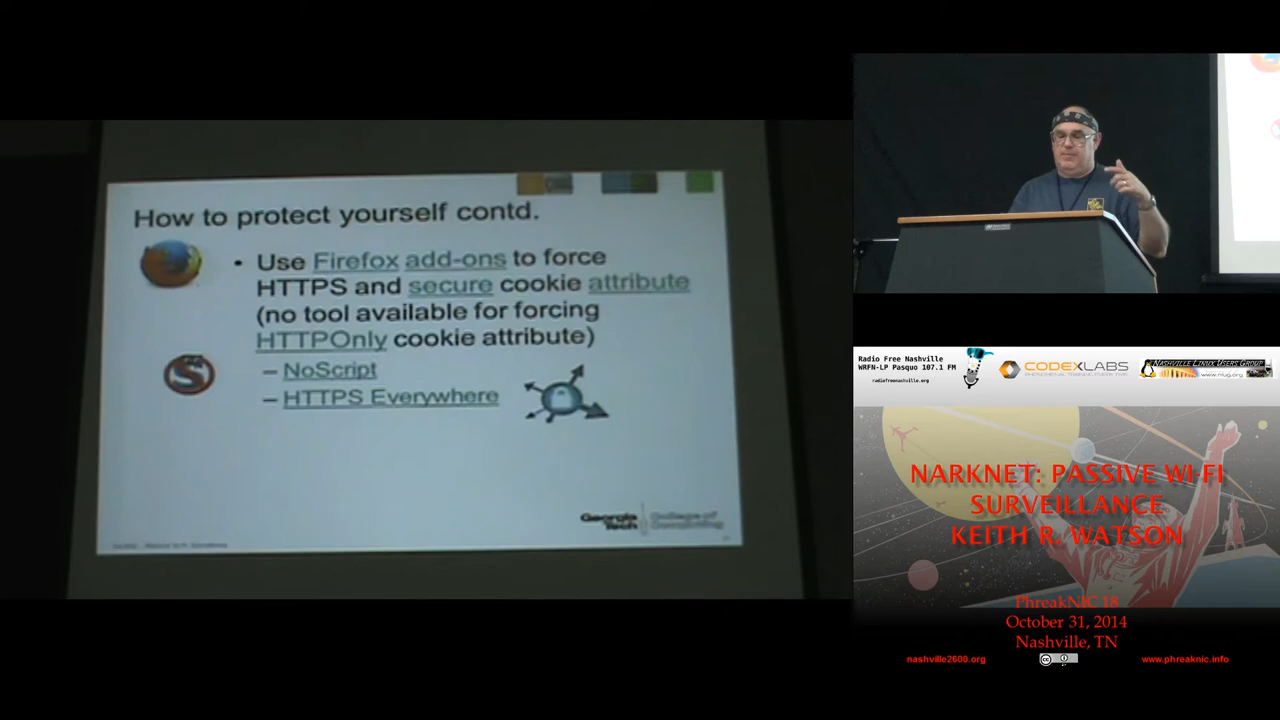 How to protect yourself contd.
• Use Firefox add-ons to force
HTTPS and secure cookie attribute
(no tool available for forcing
HTTPOnly cookie attribute)
– NoScript
– HTTPS Everywhere
Georgia Tech
College of
Computing
Radio Free Nashville
WRFN-LP Pasquo 107.1 FM
radiofreenashville.org
CODEXLABS
NASHVILLE LINUX USERS GROUP
www.nlug.org
NARKNET: PASSIVE WI-FI
SURVEILLANCE
KEITH R. WATSON
PhreakNIC 18
October 31, 2014
Nashville, TN
nashville2600.org
www.phreaknic.info